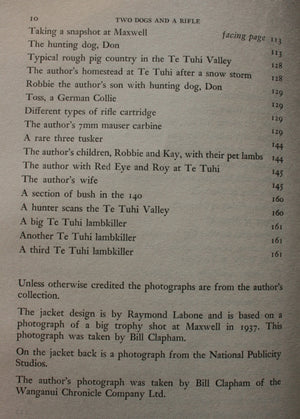 10 TWO DOGS AND A RIFLE
Taking a snapshot at Maxwell facing page 113
The hunting dog, Don 113
Typical rough pig country in the Te Tuhi Valley 128
The author's homestead at Te Tuhi after a snow storm 128
Robbie the author's son with hunting dog, Don 129
Toss, a German Collie 129
Different types of rifle cartridge 129
The author's 7mm mauser carbine 129
A rare three tusker 144
The author's children, Robbie and Kay, with their pet lambs 144
The author with Red Eye and Roy at Te Tuhi 145
The author's wife 145
A section of bush in the 140 160
A hunter scans the Te Tuhi Valley 160
A big Te Tuhi lambkiller 161
Another Te Tuhi lambkiller 161
A third Te Tuhi lambkiller 161
Unless otherwise credited the photographs are from the author's
collection.
The jacket design is by Raymond Labone and is based on a
photograph of a big trophy shot at Maxwell in 1937. This
photograph was taken by Bill Clapham.
On the jacket back is a photograph from the National Publicity
Studios.
The author's photograph was taken by Bill Clapham of the
Wanganui Chronicle Company Ltd.